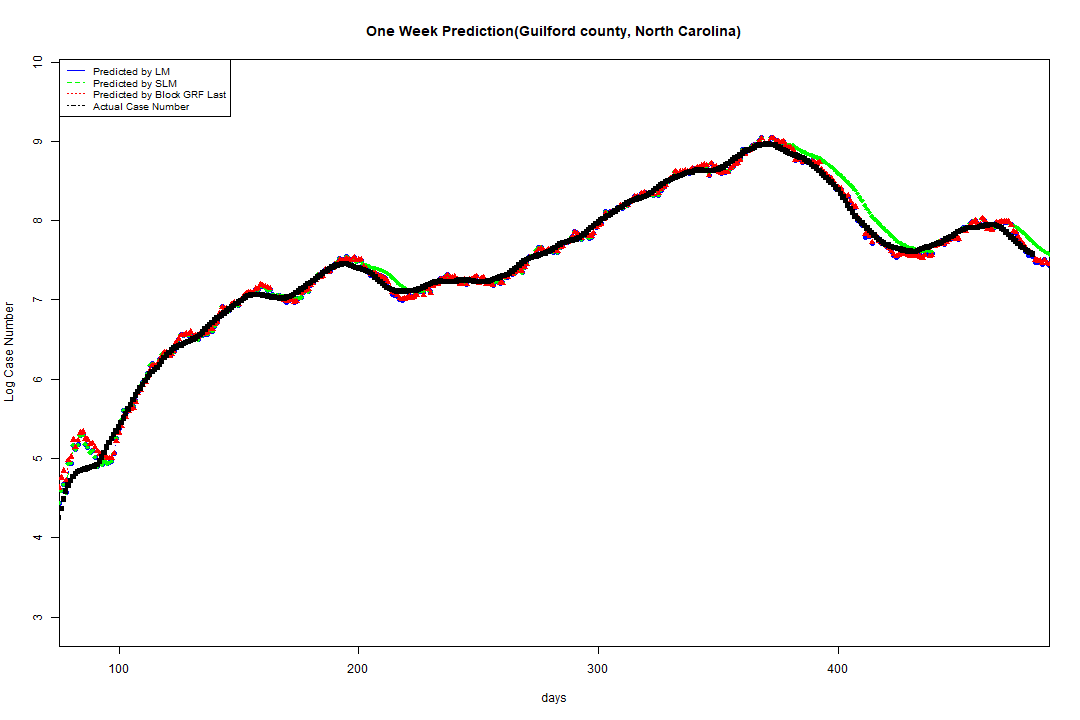 One Week Prediction(Guilford county, North Carolina)
Predicted by LM
Predicted by SLM
Predicted by Block GRF Last
Actual Case Number
10
9
8
7
6
5
4
3
Log Case Number
100 200 300 400
days